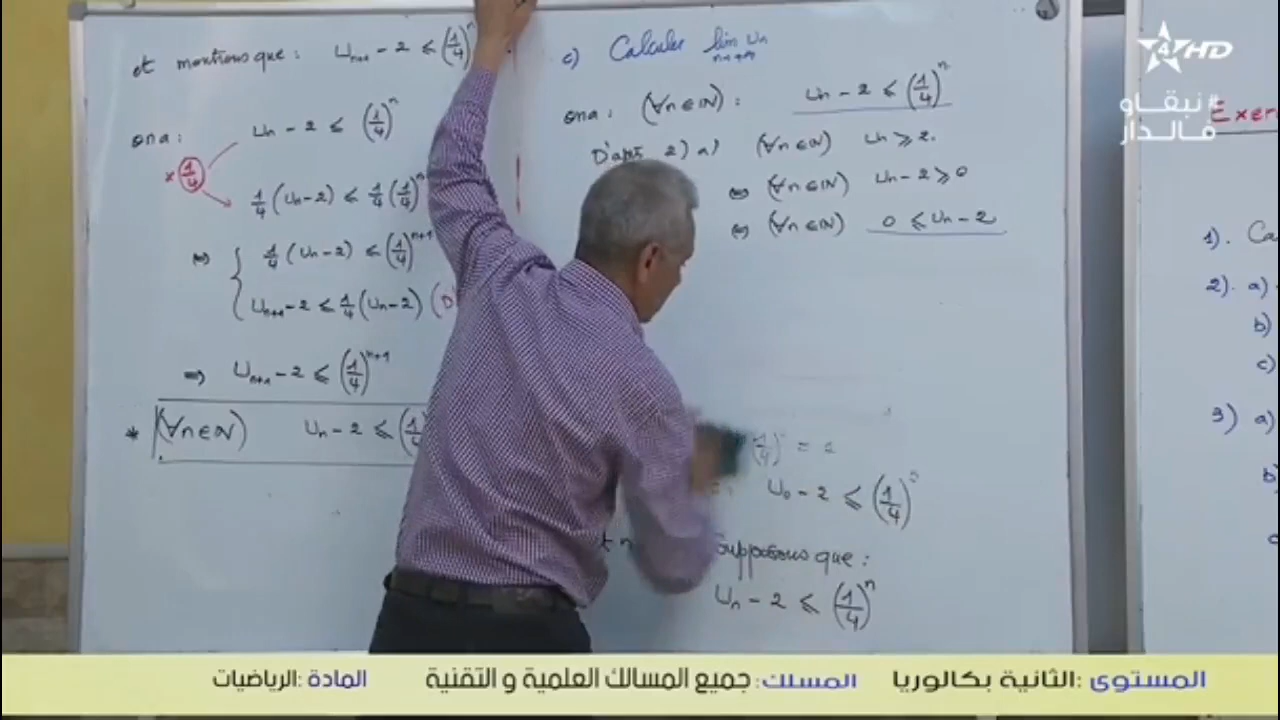 et montrons que : Uₙ₊₁ - 2 ≤ (1/4)ⁿ
on a : Uₙ - 2 ≤ (1/4)ⁿ
× (1/4)
1/4 (Uₙ - 2) ≤ 1/4 (1/4)ⁿ
⇔ { 1/4 (Uₙ - 2) ≤ (1/4)ⁿ⁺¹
Uₙ₊₁ - 2 ≤ 1/4 (Uₙ - 2)
⇒ Uₙ₊₁ - 2 ≤ (1/4)ⁿ⁺¹
* (∀n∈ℕ) Uₙ - 2 ≤ (1/4
c) Calculer lim Uₙ
n→+∞
on a : (∀n∈ℕ) : Uₙ - 2 ≤ (1/4)ⁿ
D'après 2) a) (∀n∈ℕ) Uₙ ≥ 2.
⇔ (∀n∈ℕ) Uₙ - 2 ≥ 0
⇔ (∀n∈ℕ) 0 ≤ Uₙ - 2
U₀ - 2 ≤ (1/4)⁰
Supposons que :
Uₙ - 2 ≤ (1/4)ⁿ
Exer
1).
2). a)
b)
c)
3) a)
b)
4 HD
#نبقاو
فالدار
المستوى :الثانية بكالوريا المسلك: جميع المسالك العلمية و التقنية المادة :الرياضيات